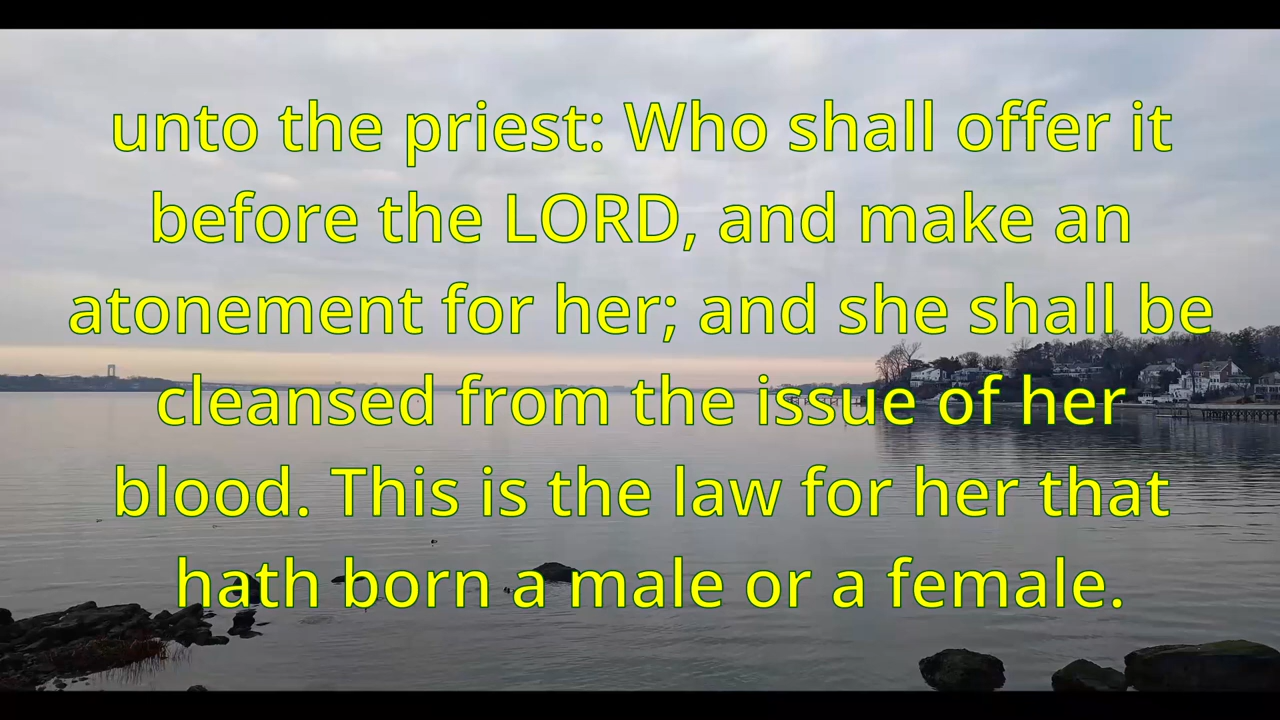 unto the priest: Who shall offer it
before the LORD, and make an
atonement for her; and she shall be
cleansed from the issue of her
blood. This is the law for her that
hath born a male or a female.